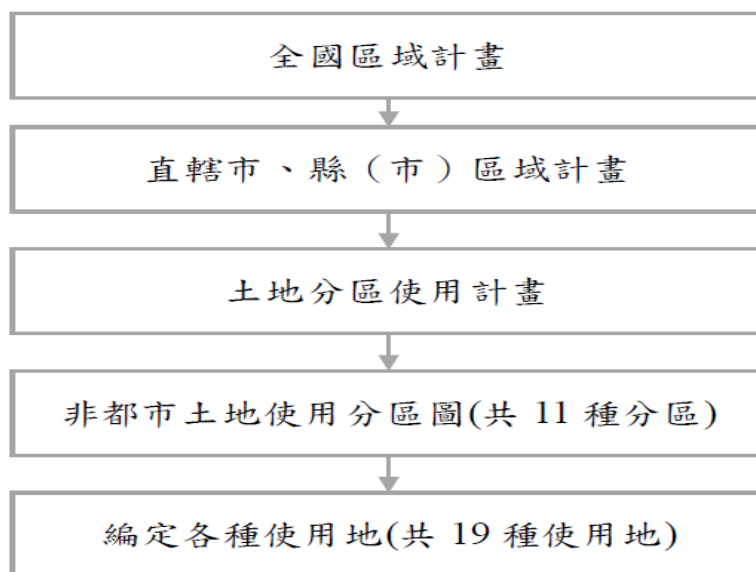 全國區域計畫
直轄市、縣（市）區域計畫
土地分區使用計畫
非都市土地使用分區圖(共 11 種分區)
編定各種使用地(共 19 種使用地)